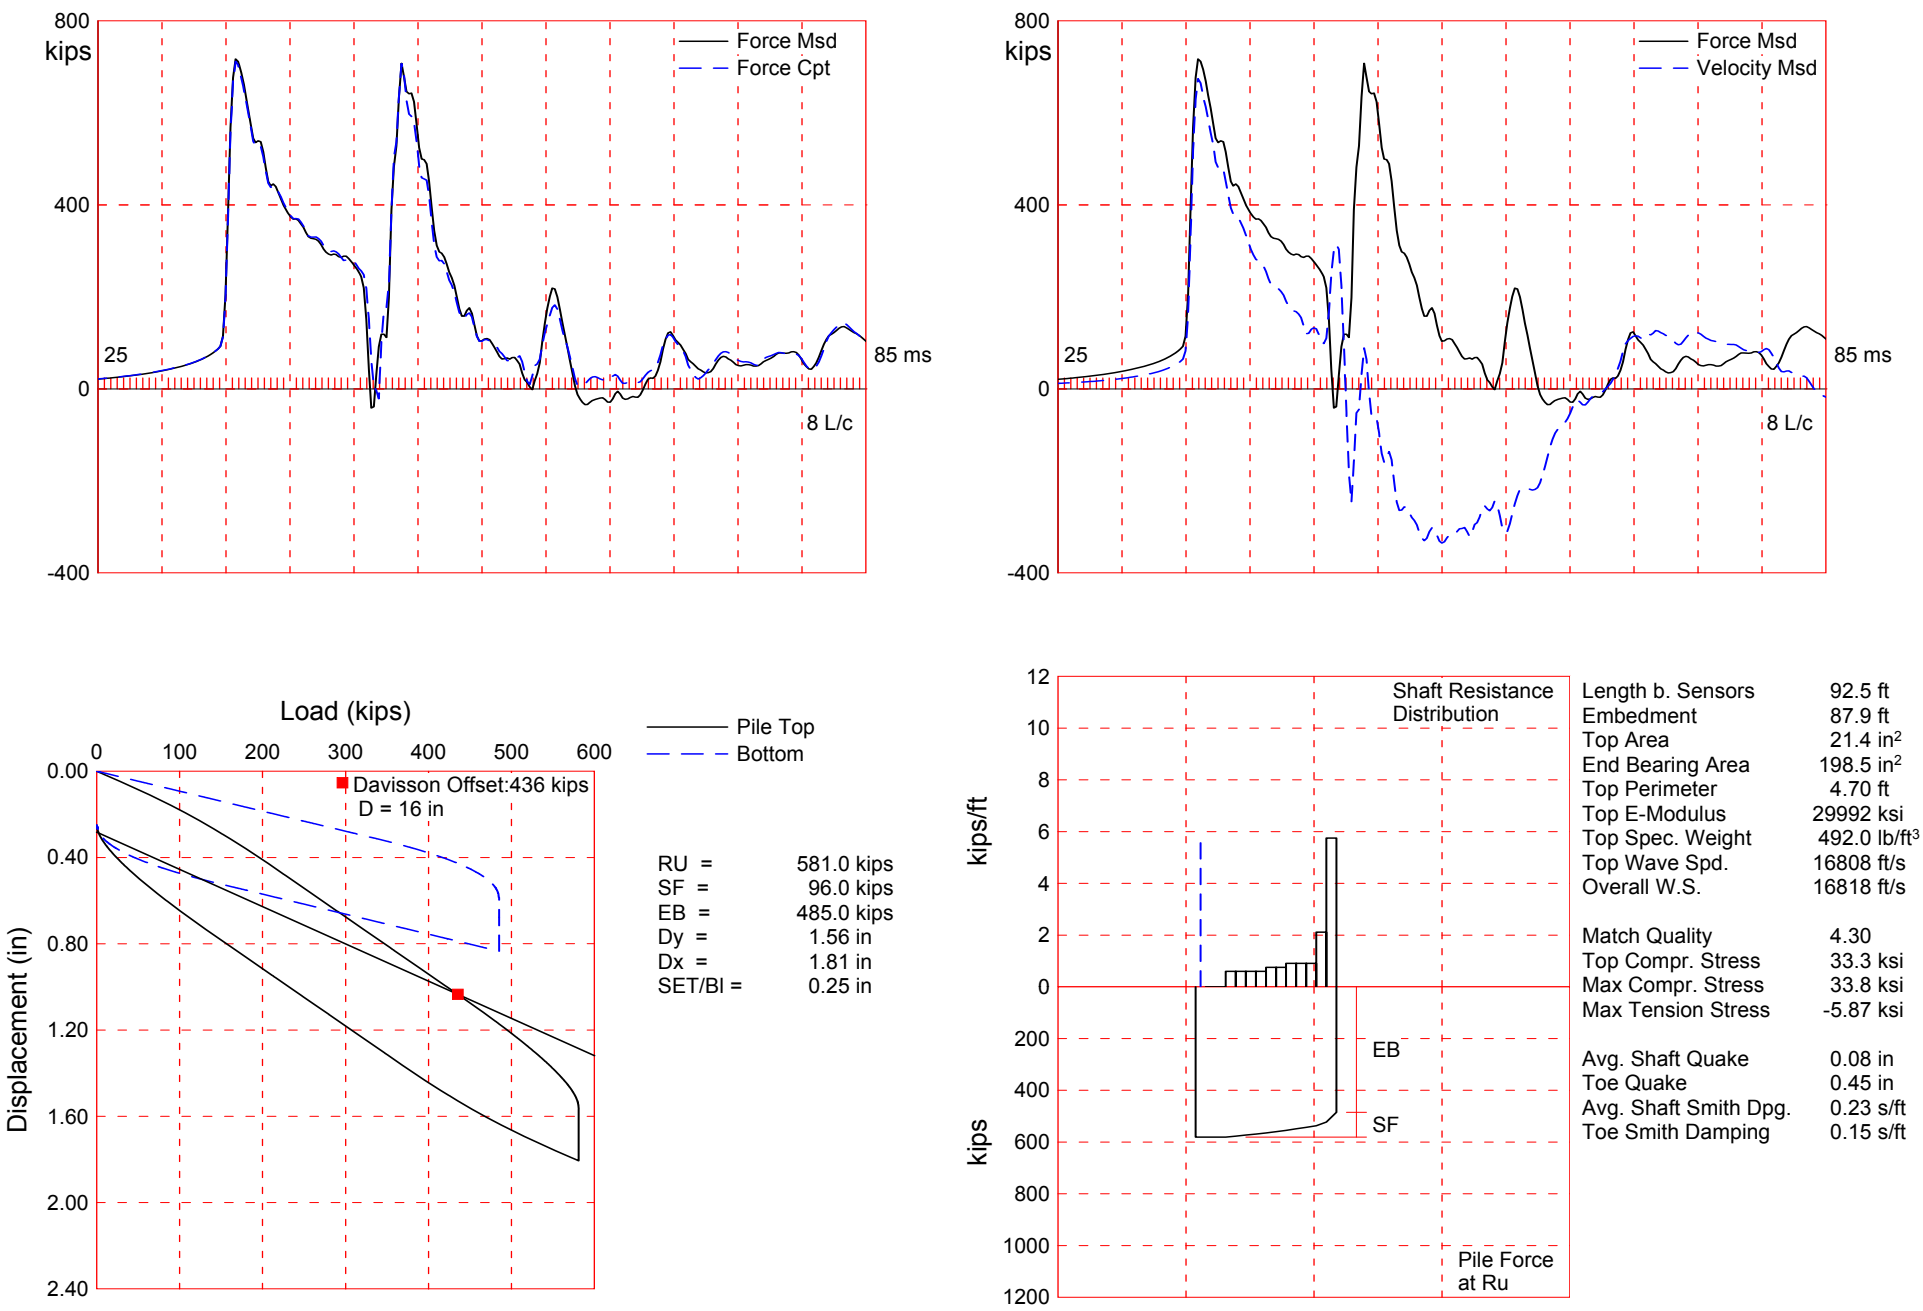 800
kips
400
0
-400
Force Msd
Force Cpt
25
85 ms
8 L/c
800
kips
400
0
-400
Force Msd
Velocity Msd
25
85 ms
8 L/c
Load (kips)
0 100 200 300 400 500 600
Displacement (in)
0.00
0.40
0.80
1.20
1.60
2.00
2.40
Davisson Offset:436 kips
D = 16 in
Pile Top
Bottom
RU = 581.0 kips
SF = 96.0 kips
EB = 485.0 kips
Dy = 1.56 in
Dx = 1.81 in
SET/Bl = 0.25 in
12
10
8
6
4
2
0
200
400
600
800
1000
1200
kips/ft
kips
Shaft Resistance
Distribution
EB
SF
Pile Force
at Ru
Length b. Sensors 92.5 ft
Embedment 87.9 ft
Top Area 21.4 in²
End Bearing Area 198.5 in²
Top Perimeter 4.70 ft
Top E-Modulus 29992 ksi
Top Spec. Weight 492.0 lb/ft³
Top Wave Spd. 16808 ft/s
Overall W.S. 16818 ft/s
Match Quality 4.30
Top Compr. Stress 33.3 ksi
Max Compr. Stress 33.8 ksi
Max Tension Stress -5.87 ksi
Avg. Shaft Quake 0.08 in
Toe Quake 0.45 in
Avg. Shaft Smith Dpg. 0.23 s/ft
Toe Smith Damping 0.15 s/ft